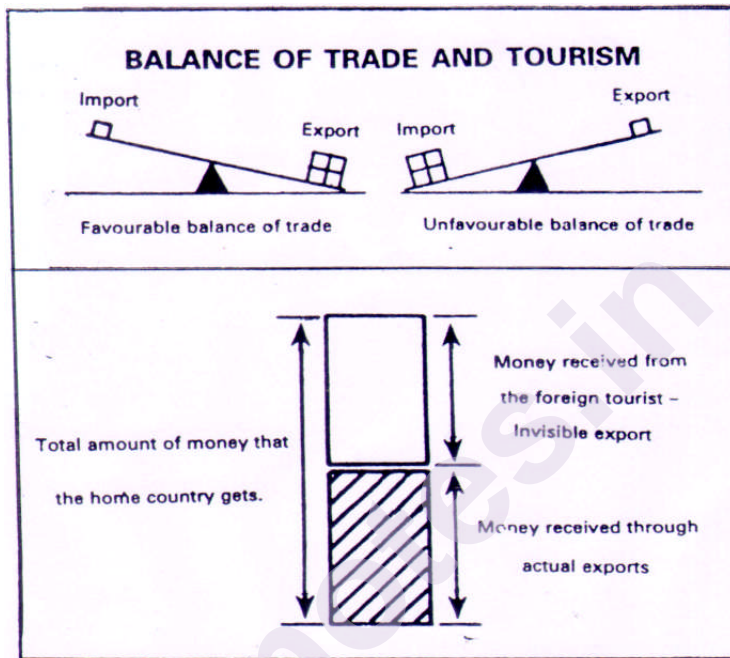 BALANCE OF TRADE AND TOURISM
Import
Export
Favourable balance of trade
Export
Import
Unfavourable balance of trade
Total amount of money that
the home country gets.
Money received from
the foreign tourist –
Invisible export
Money received through
actual exports
notes.in